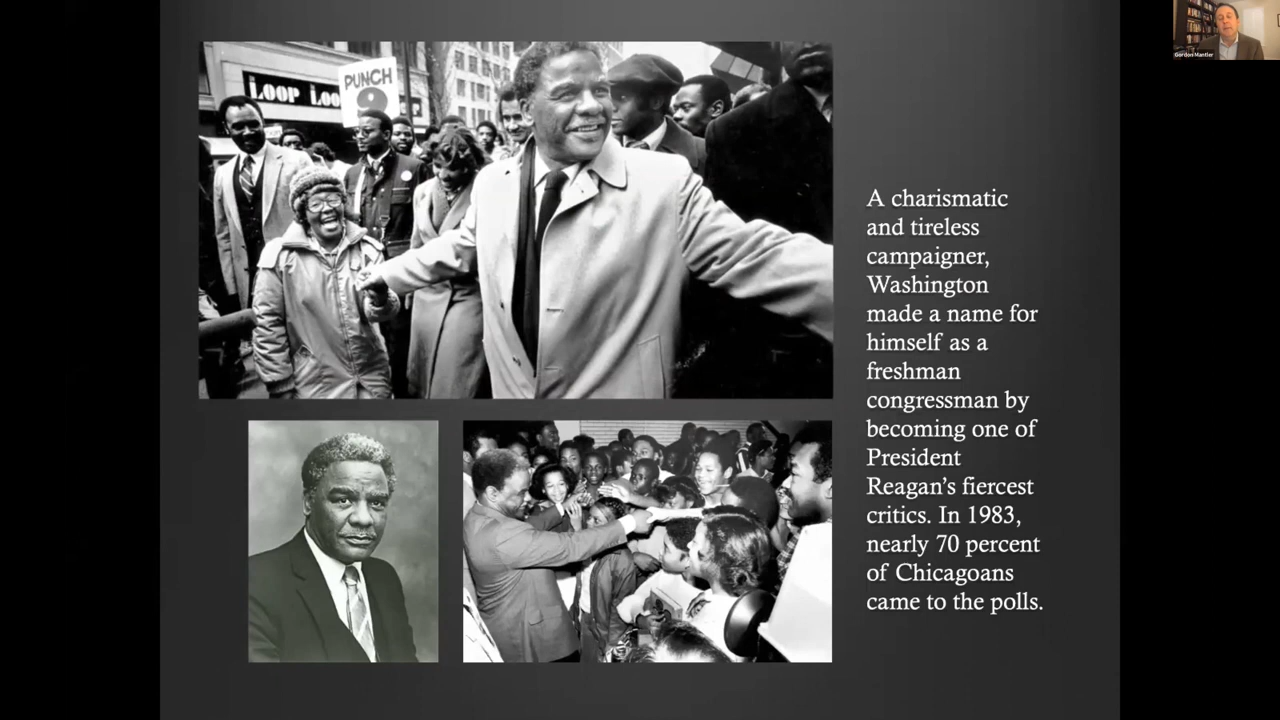 PUNCH
9
LOOP LOO
A charismatic
and tireless
campaigner,
Washington
made a name for
himself as a
freshman
congressman by
becoming one of
President
Reagan’s fiercest
critics. In 1983,
nearly 70 percent
of Chicagoans
came to the polls.
Gordon Mantler